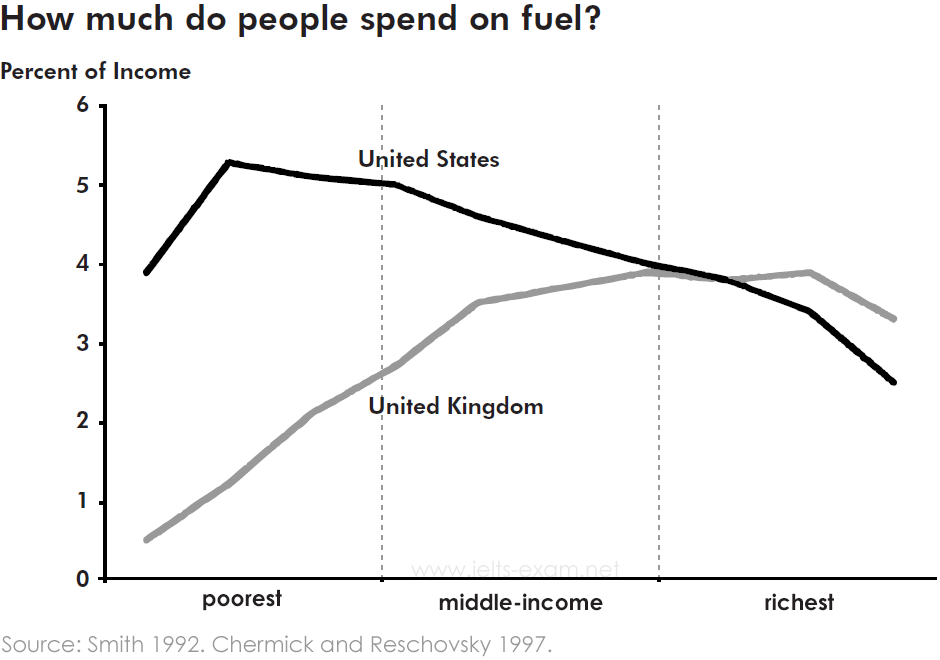 How much do people spend on fuel?
Percent of Income
6
5
4
3
2
1
0
United States
United Kingdom
www.ielts-exam.net
poorest
middle-income
richest
Source: Smith 1992. Chermick and Reschovsky 1997.